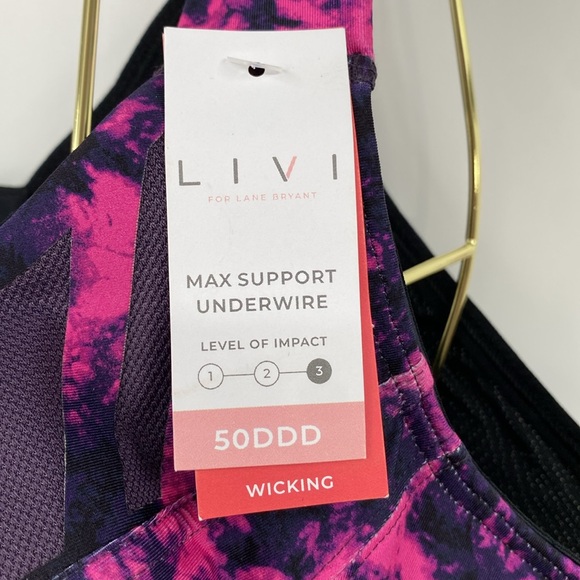 LIVI
FOR LANE BRYANT
MAX SUPPORT
UNDERWIRE
LEVEL OF IMPACT
1 2 3
50DDD
WICKING